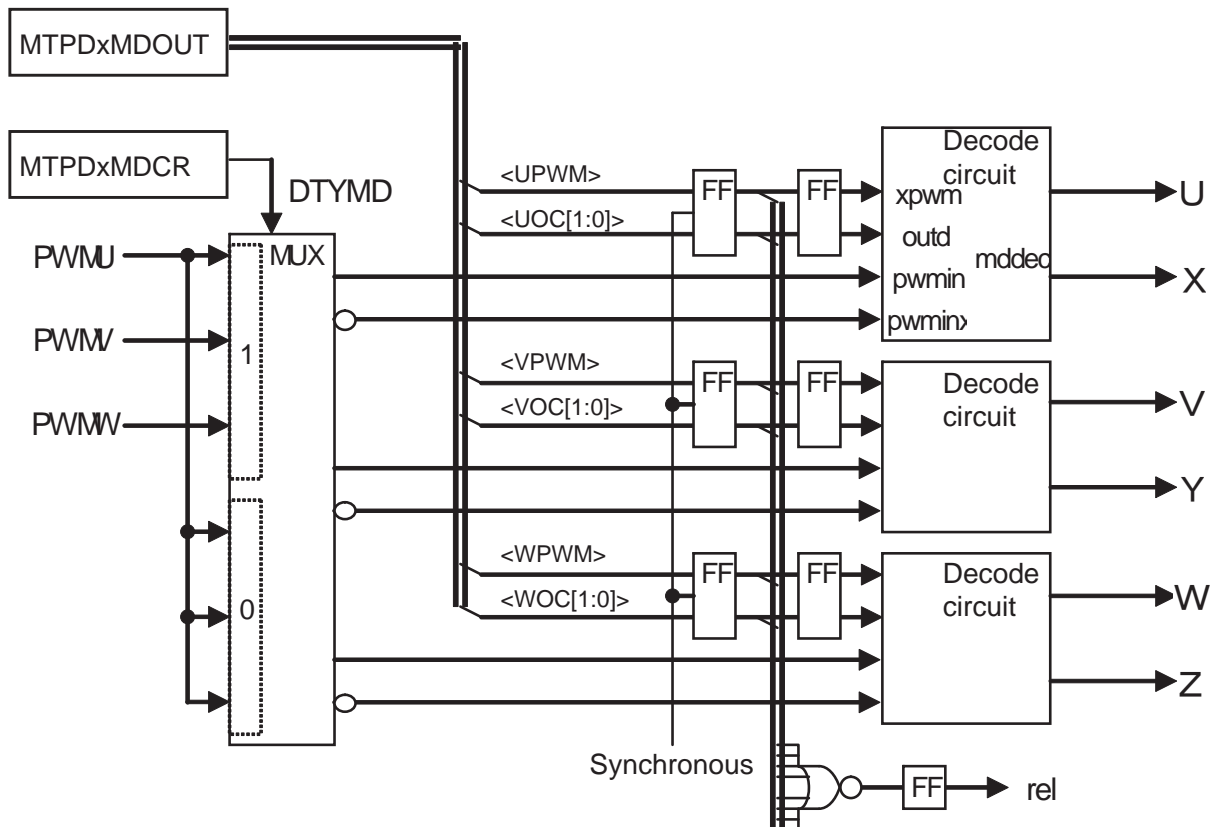 MTPDxMDOUT
MTPDxMDCR
DTYMD
MUX
PWMU
PWMV
PWMW
1
0
<UPWM>
<UOC[1:0]>
FF
FF
Decode
circuit
xpwm
outd
mddec
pwmin
pwminx
U
X
<VPWM>
<VOC[1:0]>
FF
FF
Decode
circuit
V
Y
<WPWM>
<WOC[1:0]>
FF
FF
Decode
circuit
W
Z
Synchronous
FF
rel